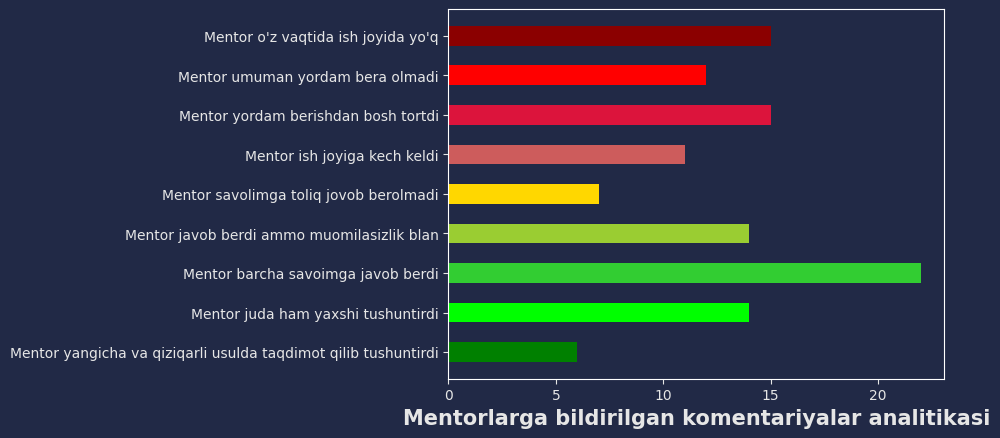 Mentor o'z vaqtida ish joyida yo'q
Mentor umuman yordam bera olmadi
Mentor yordam berishdan bosh tortdi
Mentor ish joyiga kech keldi
Mentor savolimga toliq jovob berolmadi
Mentor javob berdi ammo muomilasizlik blan
Mentor barcha savoimga javob berdi
Mentor juda ham yaxshi tushuntirdi
Mentor yangicha va qiziqarli usulda taqdimot qilib tushuntirdi
0 5 10 15 20
Mentorlarga bildirilgan komentariyalar analitikasi